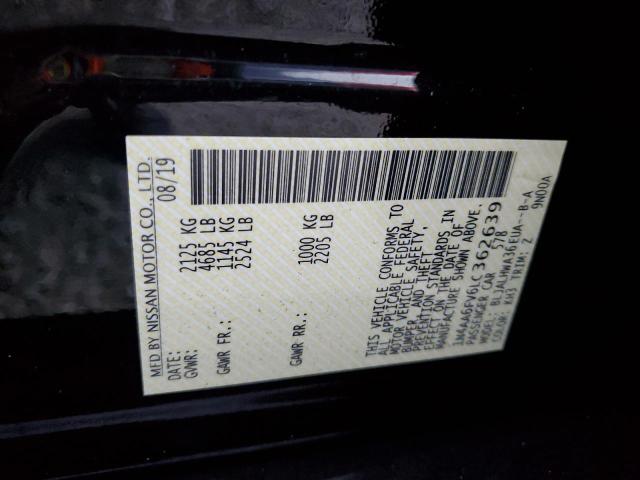 MFD BY NISSAN MOTOR CO., LTD.
DATE: 08/19
GVWR: 2125 KG
4685 LB
GAWR FR: 1145 KG
2524 LB
GAWR RR: 1000 KG
2205 LB
THIS VEHICLE CONFORMS TO
ALL APPLICABLE FEDERAL
MOTOR VEHICLE SAFETY,
BUMPER, AND THEFT
PREVENTION STANDARDS IN
EFFECT ON THE DATE OF
MANUFACTURE SHOWN ABOVE.
1N4AA6FV6LC362639
PASSENGER CAR 578
MODEL: BLJALHWA36EUA--B-A
COLOR: KH3 TRIM: Z 9N00A